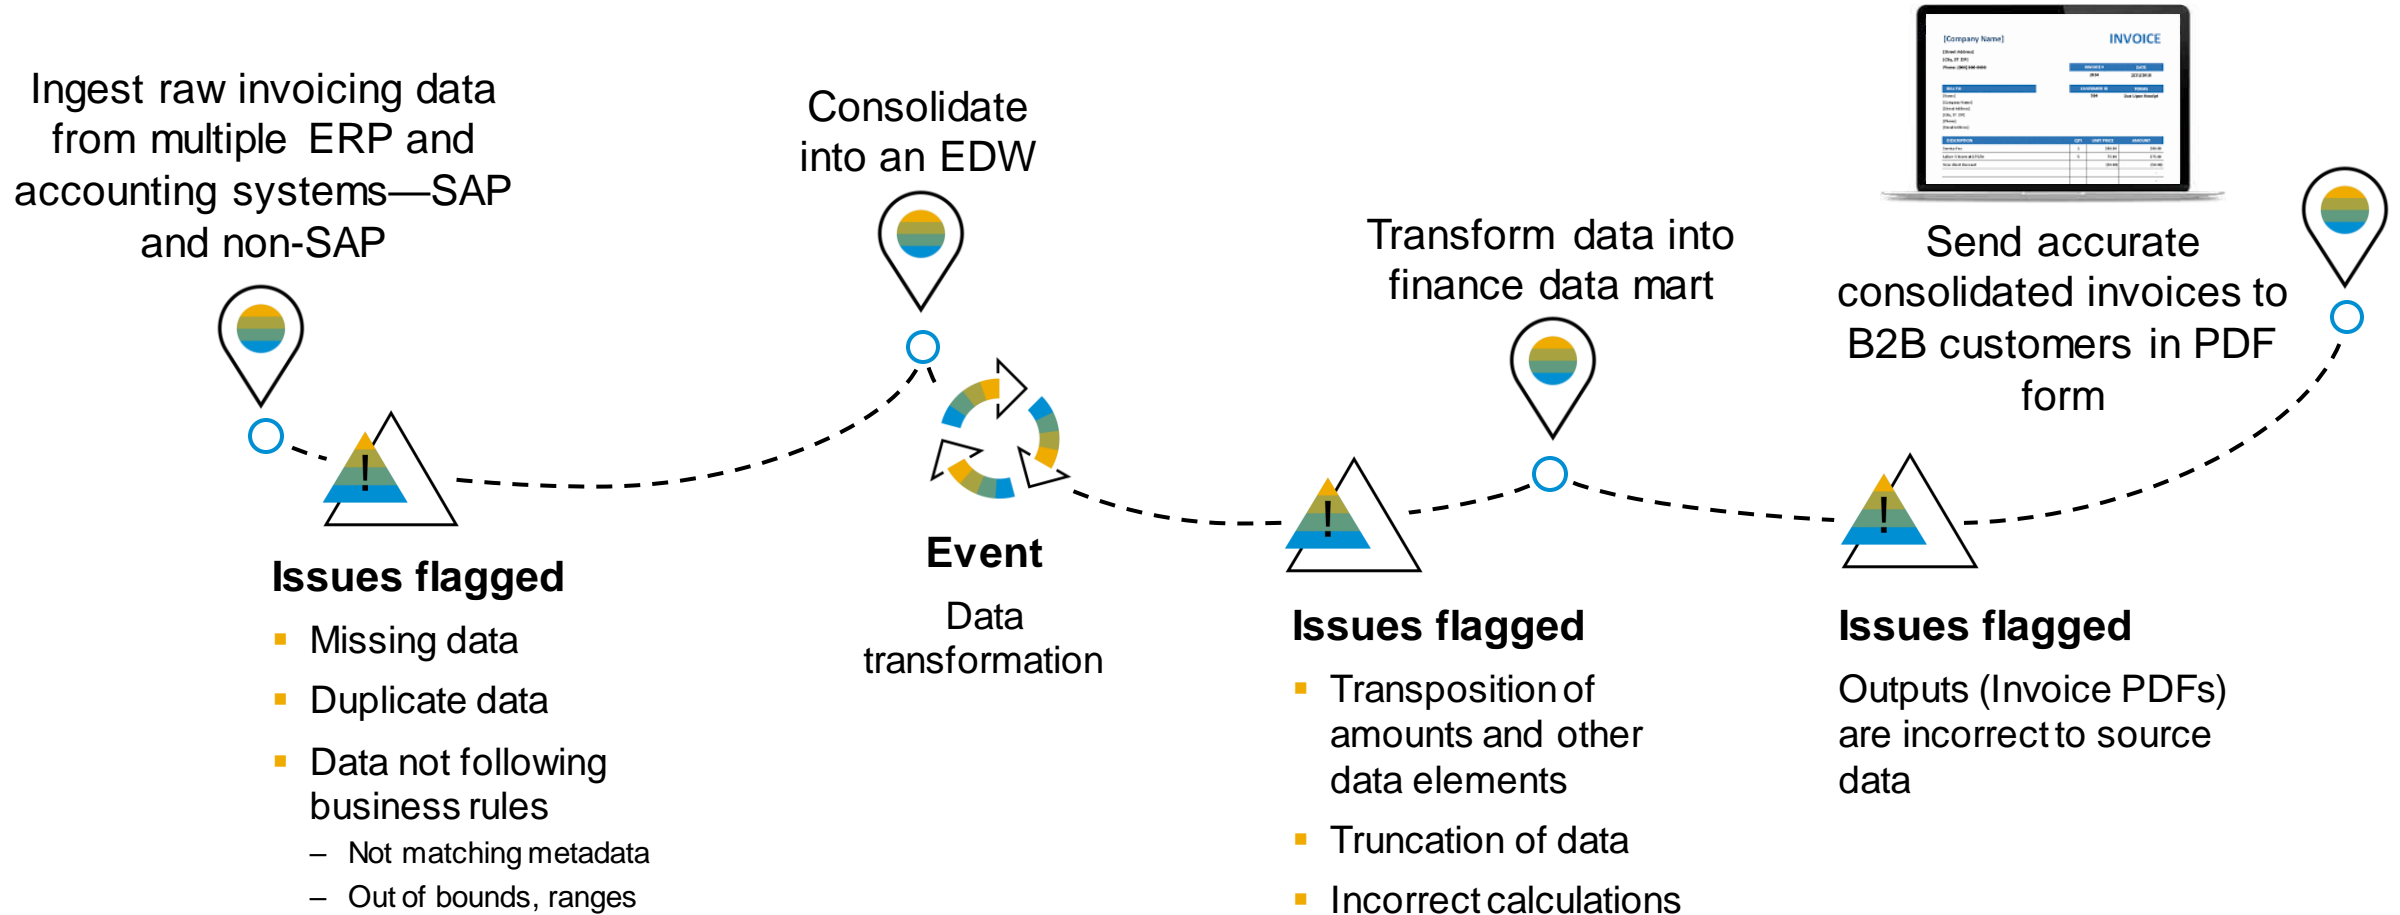 Ingest raw invoicing data
from multiple ERP and
accounting systems—SAP
and non-SAP
Consolidate
into an EDW
Transform data into
finance data mart
[Company Name]
INVOICE
Send accurate
consolidated invoices to
B2B customers in PDF
form
!
!
!
Issues flagged
Missing data
Duplicate data
Data not following
business rules
– Not matching metadata
– Out of bounds, ranges
Event
Data
transformation
Issues flagged
Transposition of
amounts and other
data elements
Truncation of data
Incorrect calculations
Issues flagged
Outputs (Invoice PDFs)
are incorrect to source
data